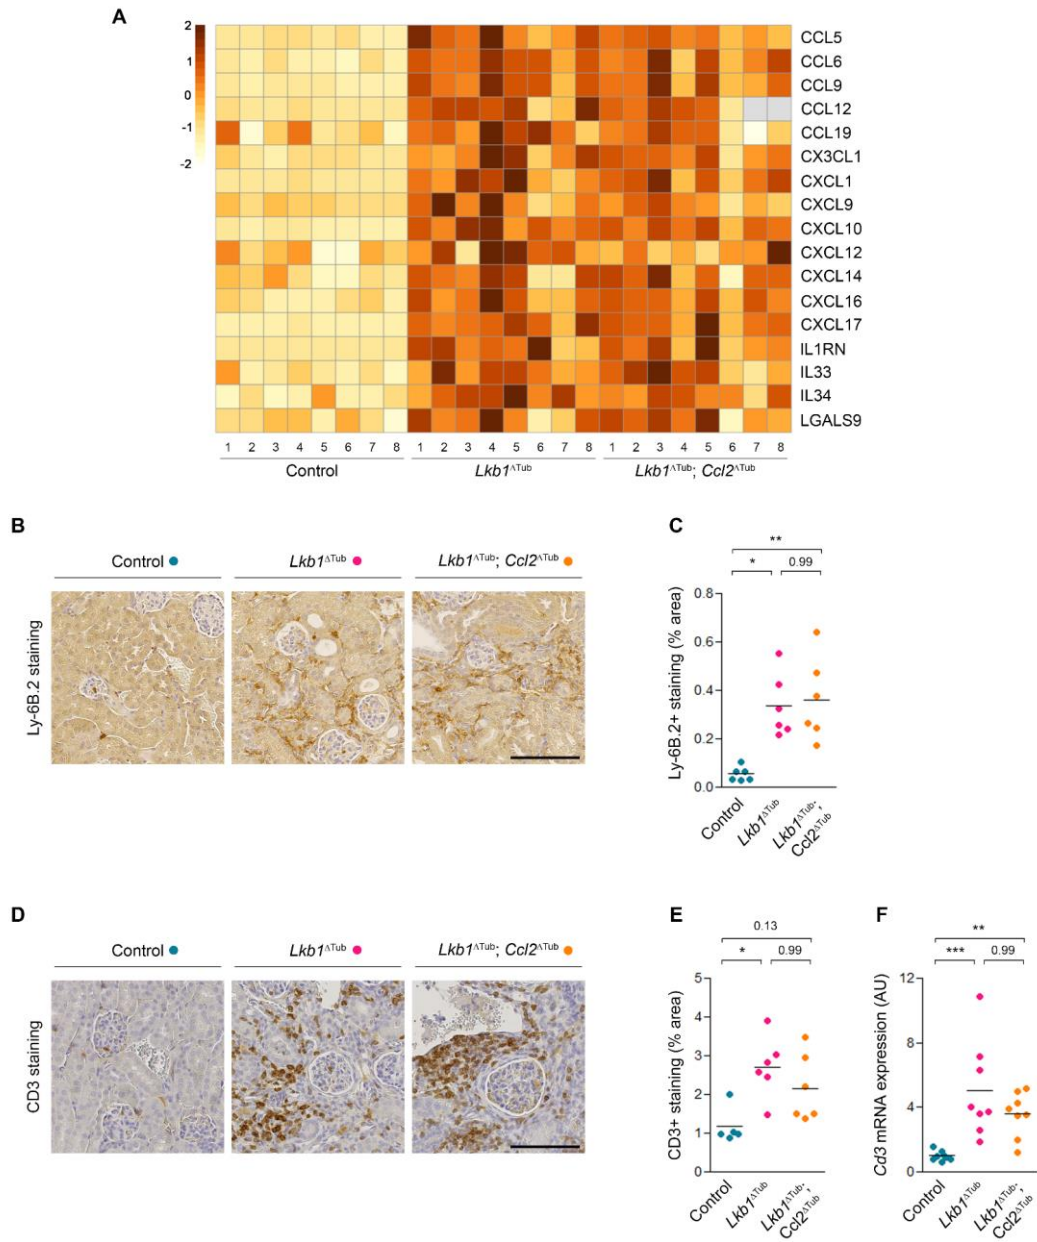 A
2
1
0
-1
-2
CCL5
CCL6
CCL9
CCL12
CCL19
CX3CL1
CXCL1
CXCL9
CXCL10
CXCL12
CXCL14
CXCL16
CXCL17
IL1RN
IL33
IL34
LGALS9
1 2 3 4 5 6 7 8 1 2 3 4 5 6 7 8 1 2 3 4 5 6 7 8
Control Lkb1ΔTub Lkb1ΔTub; Ccl2ΔTub
B
Control Lkb1ΔTub Lkb1ΔTub; Ccl2ΔTub
Ly-6B.2 staining
C
**
* 0.99
Ly-6B.2+ staining (% area)
0.8
0.6
0.4
0.2
0.0
Control
Lkb1ΔTub
Lkb1ΔTub;
Ccl2ΔTub
D
Control Lkb1ΔTub Lkb1ΔTub; Ccl2ΔTub
CD3 staining
E
0.13
* 0.99
CD3+ staining (% area)
5
4
3
2
1
0
Control
Lkb1ΔTub
Lkb1ΔTub;
Ccl2ΔTub
F
**
*** 0.99
Cd3 mRNA expression (AU)
12
8
4
0
Control
Lkb1ΔTub
Lkb1ΔTub;
Ccl2ΔTub